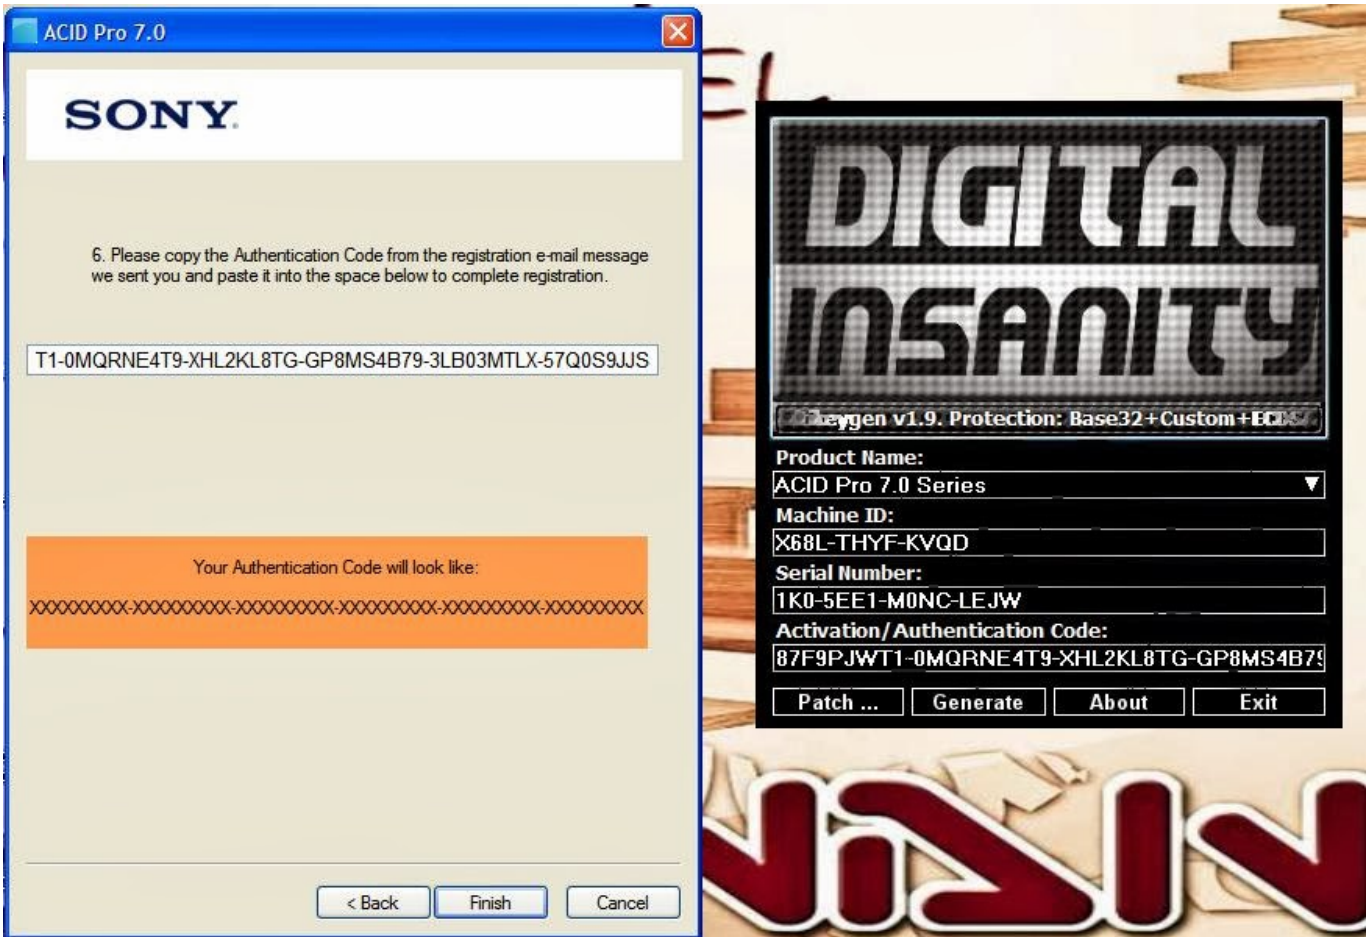 ACID Pro 7.0
SONY
6. Please copy the Authentication Code from the registration e-mail message
we sent you and paste it into the space below to complete registration.
T1-0MQRNE4T9-XHL2KL8TG-GP8MS4B79-3LB03MTLX-57Q0S9JJS
Your Authentication Code will look like:
XXXXXXXXX-XXXXXXXXX-XXXXXXXXX-XXXXXXXXX-XXXXXXXXX-XXXXXXXXX
< Back
Finish
Cancel
DIGITAL
INSANITY
keygen v1.9. Protection: Base32+Custom+
Product Name:
ACID Pro 7.0 Series
Machine ID:
X68L-THYF-KVQD
Serial Number:
1K0-5EE1-M0NC-LEJW
Activation/Authentication Code:
87F9PJWT1-0MQRNE4T9-XHL2KL8TG-GP8MS4B79
Patch ...
Generate
About
Exit